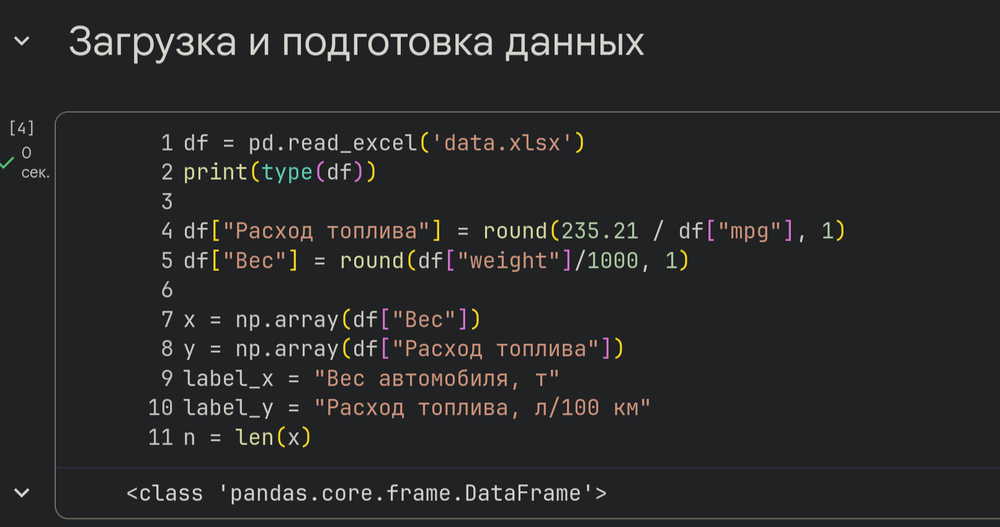 Загрузка и подготовка данных
[4]
0
сек.
1 df = pd.read_excel('data.xlsx')
2 print(type(df))
3
4 df["Расход топлива"] = round(235.21 / df["mpg"], 1)
5 df["Вес"] = round(df["weight"]/1000, 1)
6
7 x = np.array(df["Вес"])
8 y = np.array(df["Расход топлива"])
9 label_x = "Вес автомобиля, т"
10 label_y = "Расход топлива, л/100 км"
11 n = len(x)
<class 'pandas.core.frame.DataFrame'>